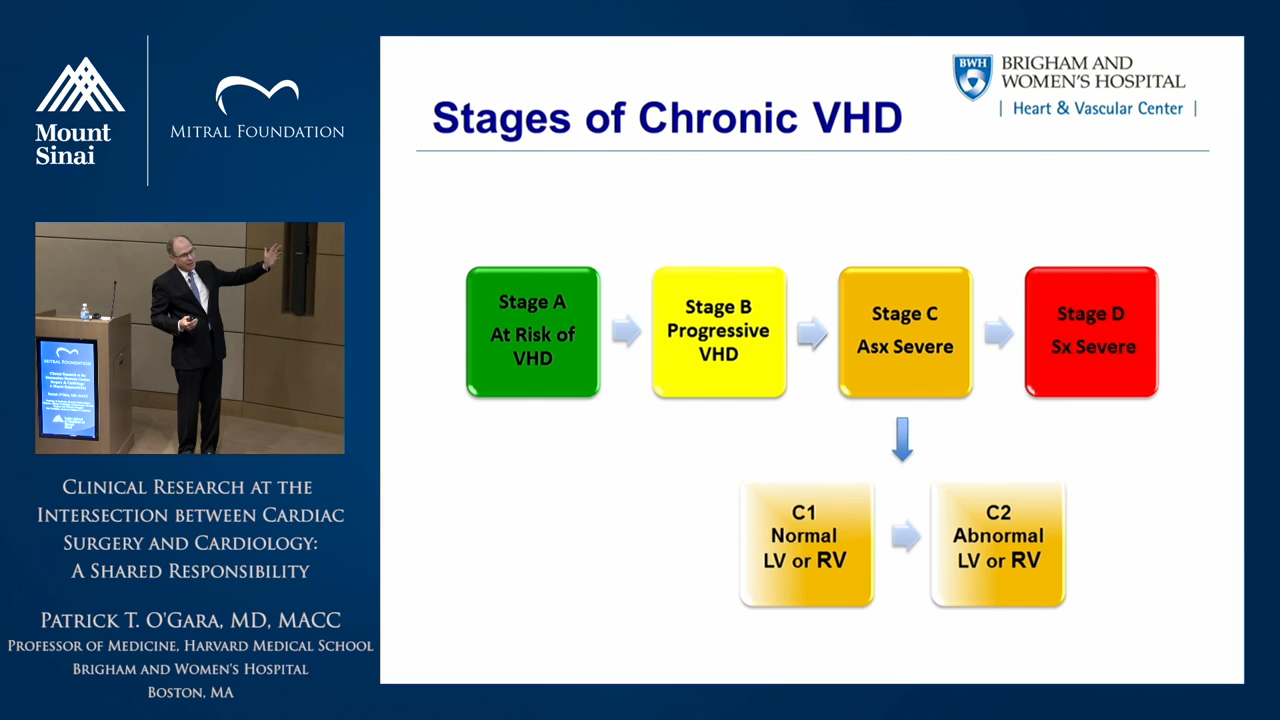 Mount
Sinai
MITRAL FOUNDATION
MITRAL FOUNDATION
CLINICAL RESEARCH AT THE
INTERSECTION BETWEEN CARDIAC
SURGERY AND CARDIOLOGY:
A SHARED RESPONSIBILITY
PATRICK T. O'GARA, MD, MACC
PROFESSOR OF MEDICINE, HARVARD MEDICAL SCHOOL
BRIGHAM AND WOMEN'S HOSPITAL
BOSTON, MA
BWH
BRIGHAM AND
WOMEN'S HOSPITAL
| Heart & Vascular Center |
Stages of Chronic VHD
Stage A
At Risk of
VHD
Stage B
Progressive
VHD
Stage C
Asx Severe
Stage D
Sx Severe
C1
Normal
LV or RV
C2
Abnormal
LV or RV